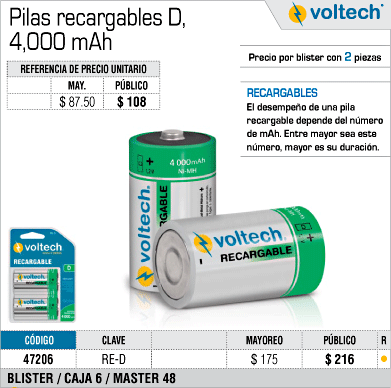 Pilas recargables D,
4,000 mAh
voltech®
REFERENCIA DE PRECIO UNITARIO
MAY. PÚBLICO
$ 87.50 $ 108
Precio por blister con 2 piezas
RECARGABLES
El desempeño de una pila
recargable depende del número
de mAh. Entre mayor sea este
número, mayor es su duración.
4 000mAh
Ni-MH
voltech
RECARGABLE
voltech
RECARGABLE
voltech
RECARGABLE
D
CÓDIGO CLAVE MAYOREO PÚBLICO R
47206 RE-D $ 175 $ 216
BLISTER / CAJA 6 / MASTER 48